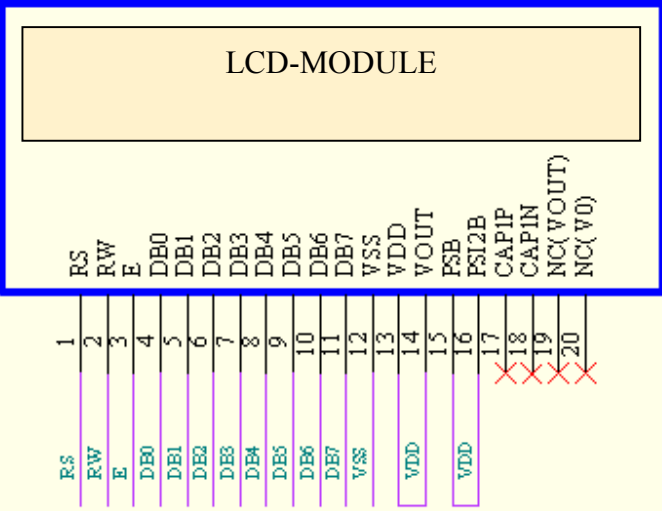 LCD-MODULE
RS
RW
E
DB0
DB1
DB2
DB3
DB4
DB5
DB6
DB7
VSS
VDD
VOUT
PSB
PSI2B
CAP1P
CAP1N
NC(VOUT)
NC(V0)
1
2
3
4
5
6
7
8
9
10
11
12
13
14
15
16
17
18
19
20
RS
RW
E
DB0
DB1
DB2
DB3
DB4
DB5
DB6
DB7
VSS
VDD
VDD